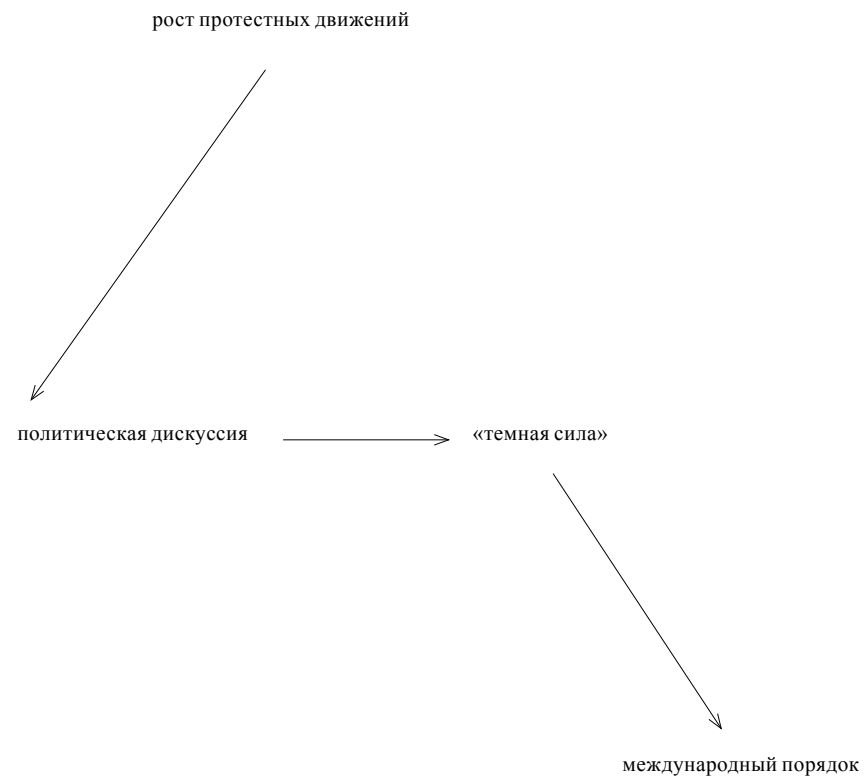 рост протестных движений
политическая дискуссия
«темная сила»
международный порядок